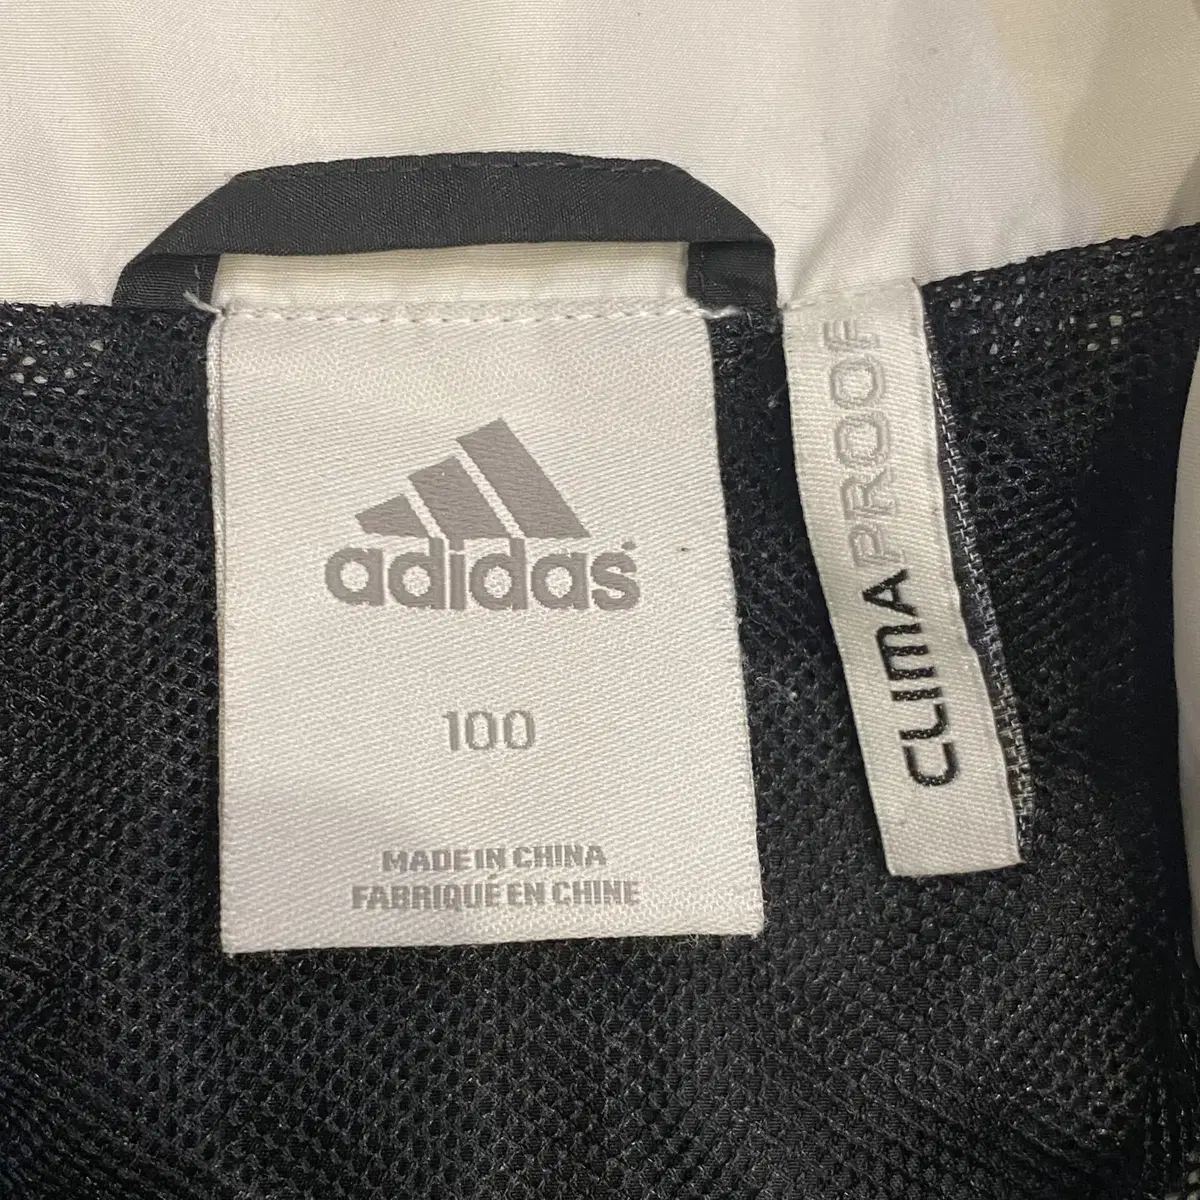 adidas
100
MADE IN CHINA
FABRIQUÉ EN CHINE
CLIMAPROOF